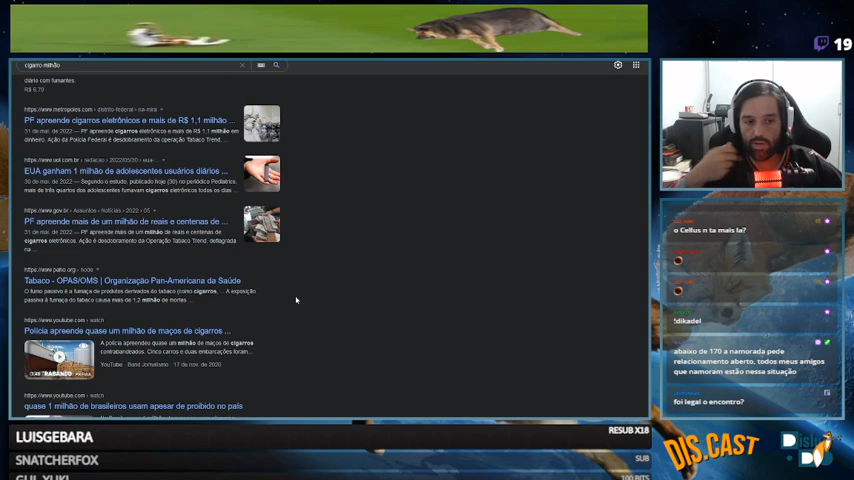 19
cigarro milhão
diário com fumantes.
R$ 6,79
https://www.metropoles.com › distrito-federal › na-mira
PF apreende cigarros eletrônicos e mais de R$ 1,1 milhão ...
31 de mai. de 2022 — PF apreende cigarros eletrônicos e mais de R$ 1,1 milhão em
dinheiro. Ação da Polícia Federal é desdobramento da operação Tabaco Trend.
https://www.uol.com.br › redacao › 2022/05/30 › eua-...
EUA ganham 1 milhão de adolescentes usuários diários ...
30 de mai. de 2022 — Segundo o estudo, publicado hoje (30) no periódico Pediatrics,
mais de três quartos dos adolescentes fumavam cigarros eletrônicos todos os dias ...
https://www.gov.br › Assuntos › Notícias › 2022 › 05
PF apreende mais de um milhão de reais e centenas de ...
31 de mai. de 2022 — PF apreende mais de um milhão de reais e centenas de
cigarros eletrônicos. Ação é desdobramento da Operação Tabaco Trend, deflagrada
na...
https://www.paho.org › node
Tabaco - OPAS/OMS | Organização Pan-Americana da Saúde
O fumo passivo é a fumaça de produtos derivados do tabaco (como cigarros, ... A exposição
passiva à fumaça do tabaco causa mais de 1,2 milhão de mortes ...
https://www.youtube.com › watch
Polícia apreende quase um milhão de maços de cigarros ...
A polícia apreendeu quase um milhão de maços de cigarros
contrabandeados. Cinco carros e duas embarcações foram...
YouTube · Band Jornalismo · 17 de nov. de 2020
https://www.youtube.com › watch
quase 1 milhão de brasileiros usam apesar de proibido no país
o Cellus n ta mais la?
!dikadel
abaixo de 170 a namorada pede
relacionamento aberto, todos meus amigos
que namoram estão nessa situação
foi legal o encontro?
LUISGEBARA
RESUB X18
SNATCHERFOX
SUB
GUI_YUKI
100 BITS
DIS.CAST